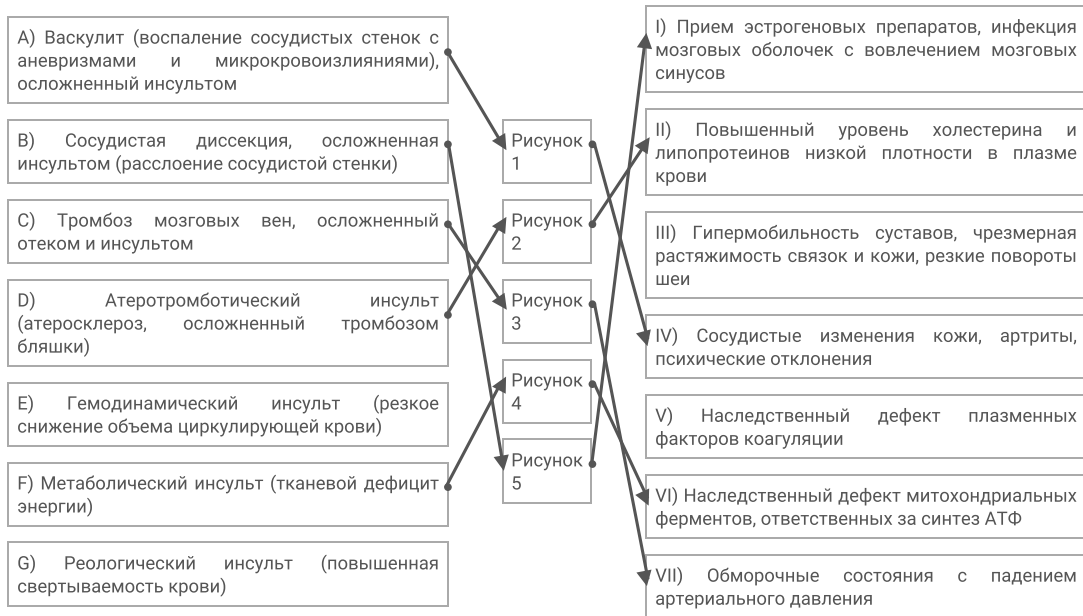 A) Васкулит (воспаление сосудистых стенок с
аневризмами и микрокровоизлияниями),
осложненный инсультом
B) Сосудистая диссекция, осложненная
инсультом (расслоение сосудистой стенки)
C) Тромбоз мозговых вен, осложненный
отеком и инсультом
D) Атеротромботический инсульт
(атеросклероз, осложненный тромбозом
бляшки)
E) Гемодинамический инсульт (резкое
снижение объема циркулирующей крови)
F) Метаболический инсульт (тканевой дефицит
энергии)
G) Реологический инсульт (повышенная
свертываемость крови)
Рисунок
1
Рисунок
2
Рисунок
3
Рисунок
4
Рисунок
5
I) Прием эстрогеновых препаратов, инфекция
мозговых оболочек с вовлечением мозговых
синусов
II) Повышенный уровень холестерина и
липопротеинов низкой плотности в плазме
крови
III) Гипермобильность суставов, чрезмерная
растяжимость связок и кожи, резкие повороты
шеи
IV) Сосудистые изменения кожи, артриты,
психические отклонения
V) Наследственный дефект плазменных
факторов коагуляции
VI) Наследственный дефект митохондриальных
ферментов, ответственных за синтез АТФ
VII) Обморочные состояния с падением
артериального давления